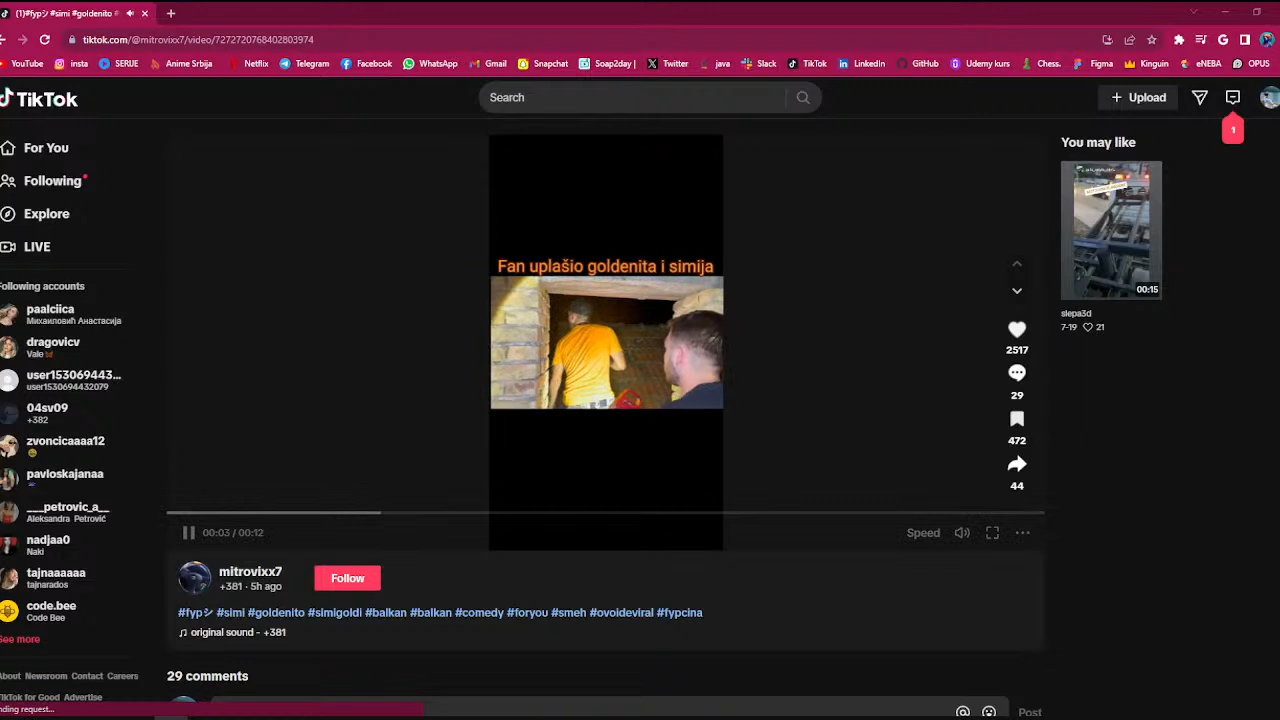 (1)#fypシ #simi #goldenito #
tiktok.com/@mitrovixx7/video/7272720768402803974
YouTube insta SERIJE Anime Srbija Netflix Telegram Facebook WhatsApp Gmail Snapchat Soap2day | Twitter java Slack TikTok LinkedIn GitHub Udemy kurs Chess. Figma Kinguin eNEBA OPUS
TikTok
Search
Upload
1
For You
Following
Explore
LIVE
Following accounts
paalciica
Михаиловић Анастасија
dragovicv
Vale
user1530694432...
user1530694432079
04sv09
+382
zvoncicaaaa12
pavloskajanaa
___petrovic_a__
Aleksandra Petrović
nadjaa0
Naki
tajnaaaaaa
tajnarados
code.bee
Code Bee
See more
About Newsroom Contact Careers
TikTok for Good Advertise
nding request...
Fan uplašio goldenita i simija
2517
29
472
44
00:03 / 00:12
Speed
mitrovixx7
+381 · 5h ago
Follow
#fypシ #simi #goldenito #simigoldi #balkan #balkan #comedy #foryou #smeh #ovoideviral #fypcina
original sound - +381
29 comments
Post
You may like
00:15
slepa3d
7-19 21